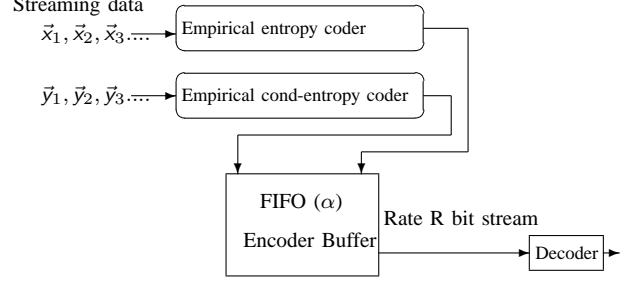 Streaming data
x⃗1, x⃗2, x⃗3....
Empirical entropy coder
y⃗1, y⃗2, y⃗3....
Empirical cond-entropy coder
FIFO (α)
Encoder Buffer
Rate R bit stream
Decoder